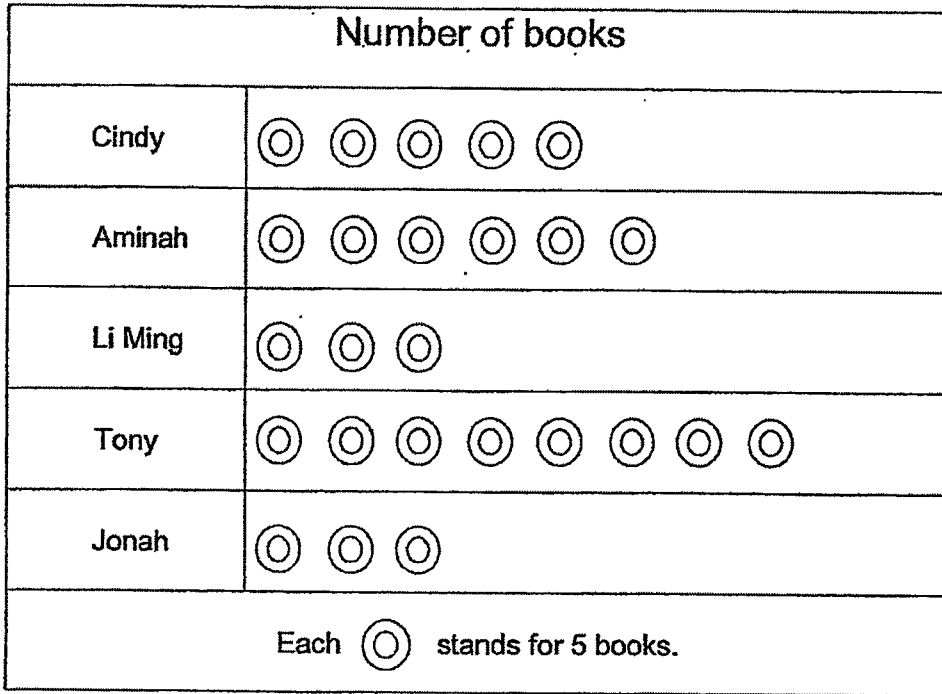 Number of books
Cindy
Aminah
Li Ming
Tony
Jonah
Each stands for 5 books.